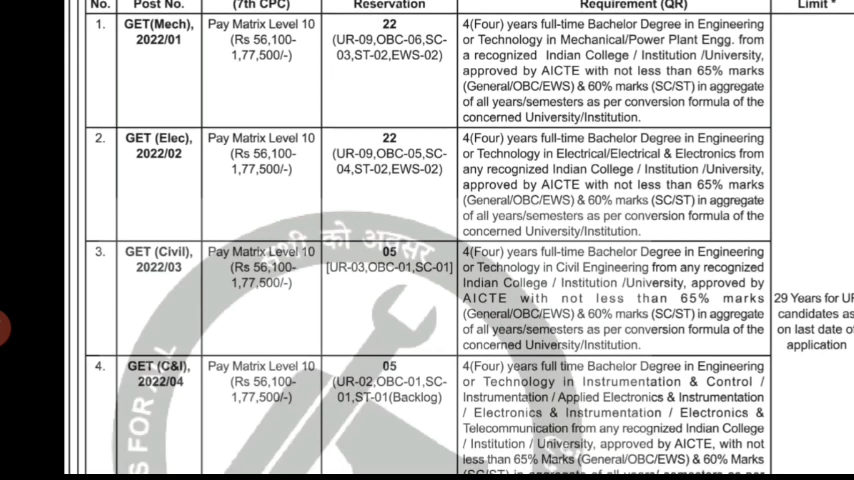 No. Post No. (7th CPC) Reservation Requirement (QR) Limit *
1. GET(Mech), Pay Matrix Level 10 22 4(Four) years full-time Bachelor Degree in Engineering
2022/01 (Rs 56,100- (UR-09,OBC-06,SC- or Technology in Mechanical/Power Plant Engg. from
1,77,500/-) 03,ST-02,EWS-02) a recognized Indian College / Institution /University,
approved by AICTE with not less than 65% marks
(General/OBC/EWS) & 60% marks (SC/ST) in aggregate
of all years/semesters as per conversion formula of the
concerned University/Institution.
2. GET (Elec), Pay Matrix Level 10 22 4(Four) years full-time Bachelor Degree in Engineering
2022/02 (Rs 56,100- (UR-09,OBC-05,SC- or Technology in Electrical/Electrical & Electronics from
1,77,500/-) 04,ST-02,EWS-02) any recognized Indian College / Institution /University,
approved by AICTE with not less than 65% marks
(General/OBC/EWS) & 60% marks (SC/ST) in aggregate
of all years/semesters as per conversion formula of the
concerned University/Institution.
को अवसर
3. GET (Civil), Pay Matrix Level 10 05 4(Four) years full-time Bachelor Degree in Engineering
2022/03 (Rs 56,100- [UR-03,OBC-01,SC-01] or Technology in Civil Engineering from any recognized
1,77,500/-) Indian College / Institution /University, approved by
AICTE with not less than 65% marks 29 Years for UR
(General/OBC/EWS) & 60% marks (SC/ST) in aggregate candidates as
of all years/semesters as per conversion formula of the on last date of
concerned University/Institution. application
4. GET (C&I), Pay Matrix Level 10 05 4(Four) years full time Bachelor Degree in Engineering
2022/04 (Rs 56,100- (UR-02,OBC-01,SC- or Technology in Instrumentation & Control /
1,77,500/-) 01,ST-01(Backlog) Instrumentation / Applied Electronics & Instrumentation
/ Electronics & Instrumentation / Electronics &
Telecommunication from any recognized Indian College
/ Institution / University, approved by AICTE, with not
less than 65% Marks (General/OBC/EWS) & 60% Marks
(SC/ST) in aggregate of all years/ semesters as per
S FOR ALL